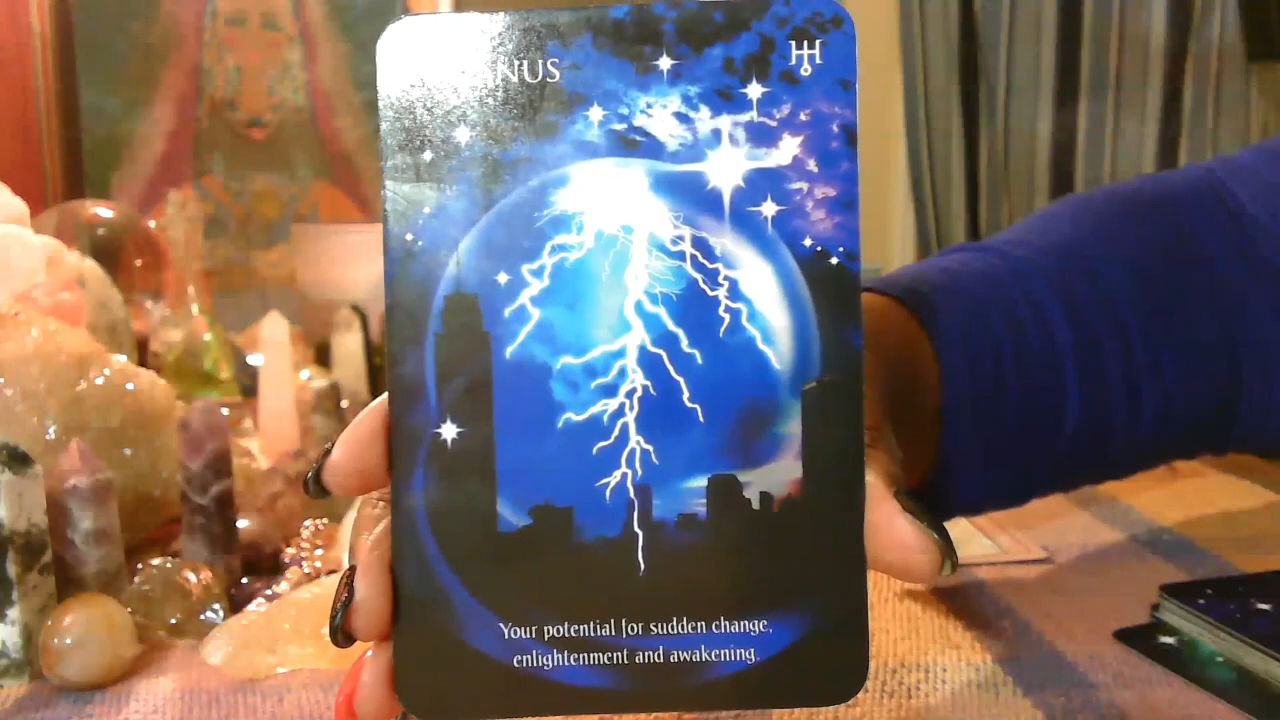 NUS
Your potential for sudden change,
enlightenment and awakening.